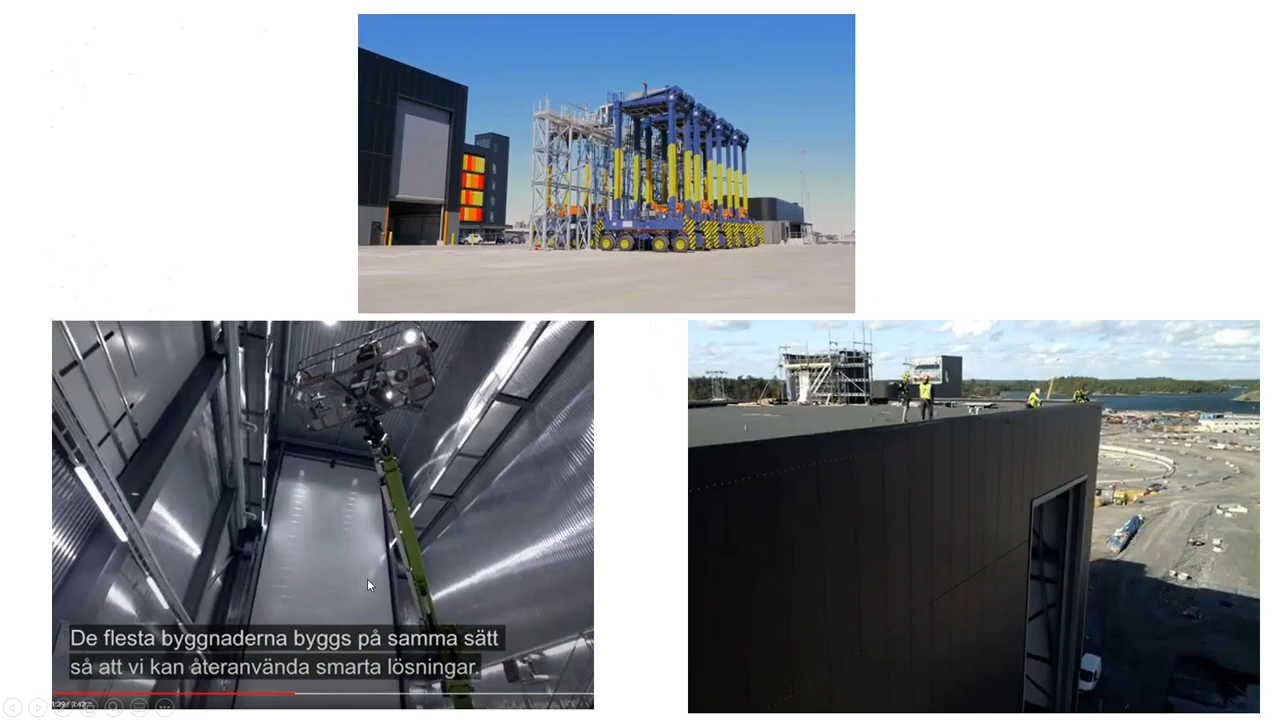 De flesta byggnaderna byggs på samma sätt
så att vi kan återanvända smarta lösningar.